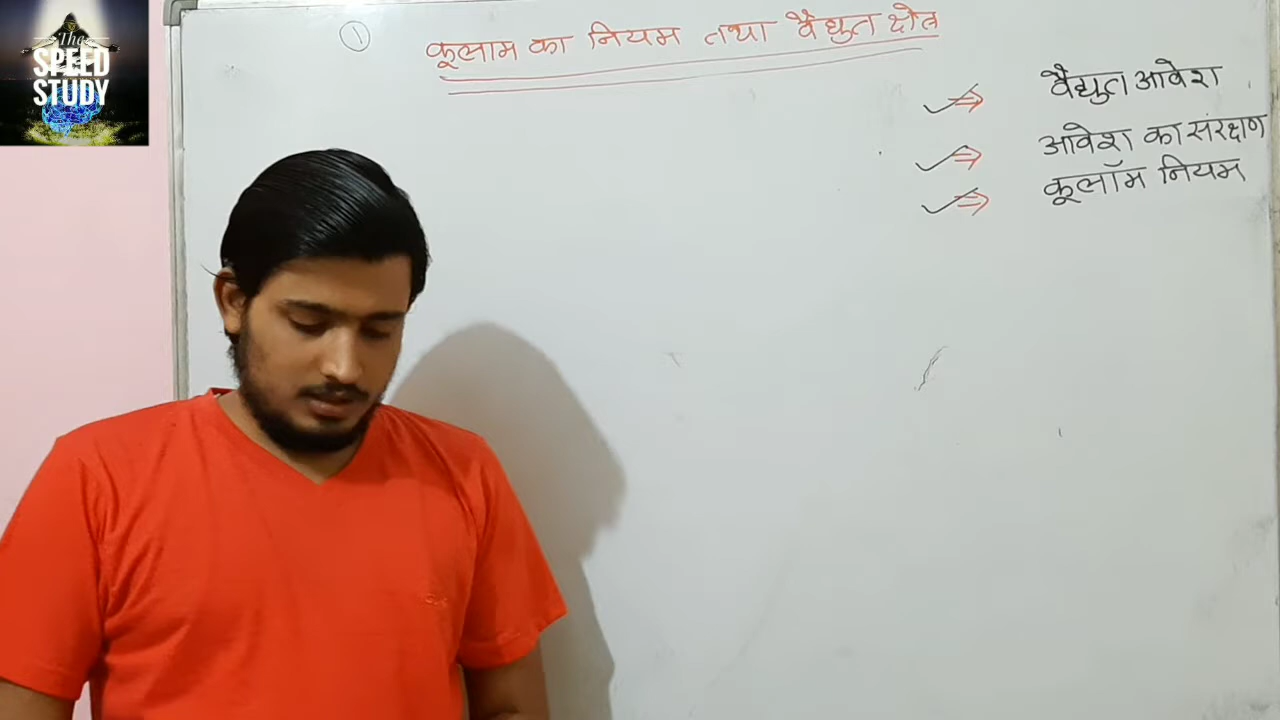 The
SPEED
STUDY
① कूलाम का नियम तथा वैद्युत क्षेत्र
वैद्युत आवेश
आवेश का संरक्षण
कूलॉम नियम